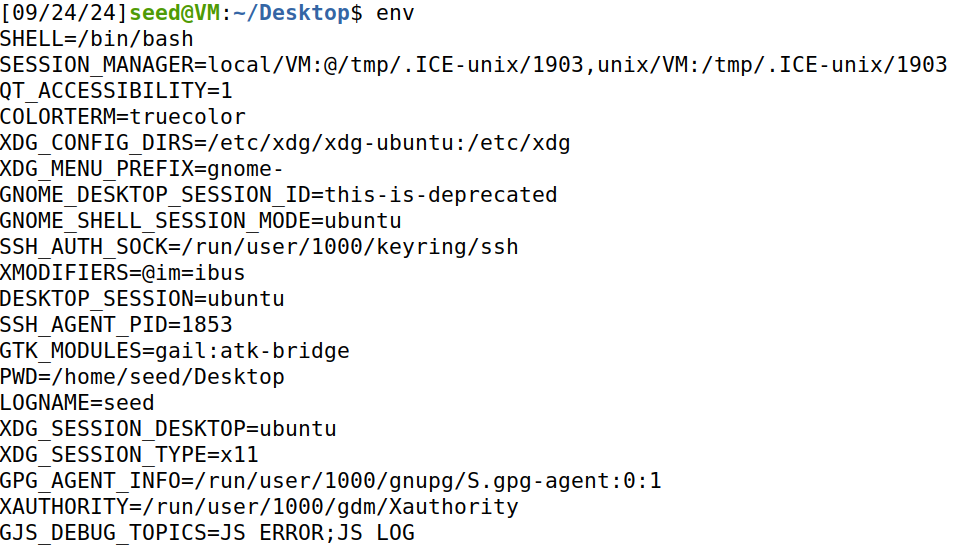 [09/24/24]seed@VM:~/Desktop$ env
SHELL=/bin/bash
SESSION_MANAGER=local/VM:@/tmp/.ICE-unix/1903,unix/VM:/tmp/.ICE-unix/1903
QT_ACCESSIBILITY=1
COLORTERM=truecolor
XDG_CONFIG_DIRS=/etc/xdg/xdg-ubuntu:/etc/xdg
XDG_MENU_PREFIX=gnome-
GNOME_DESKTOP_SESSION_ID=this-is-deprecated
GNOME_SHELL_SESSION_MODE=ubuntu
SSH_AUTH_SOCK=/run/user/1000/keyring/ssh
XMODIFIERS=@im=ibus
DESKTOP_SESSION=ubuntu
SSH_AGENT_PID=1853
GTK_MODULES=gail:atk-bridge
PWD=/home/seed/Desktop
LOGNAME=seed
XDG_SESSION_DESKTOP=ubuntu
XDG_SESSION_TYPE=x11
GPG_AGENT_INFO=/run/user/1000/gnupg/S.gpg-agent:0:1
XAUTHORITY=/run/user/1000/gdm/Xauthority
GJS_DEBUG_TOPICS=JS ERROR;JS LOG